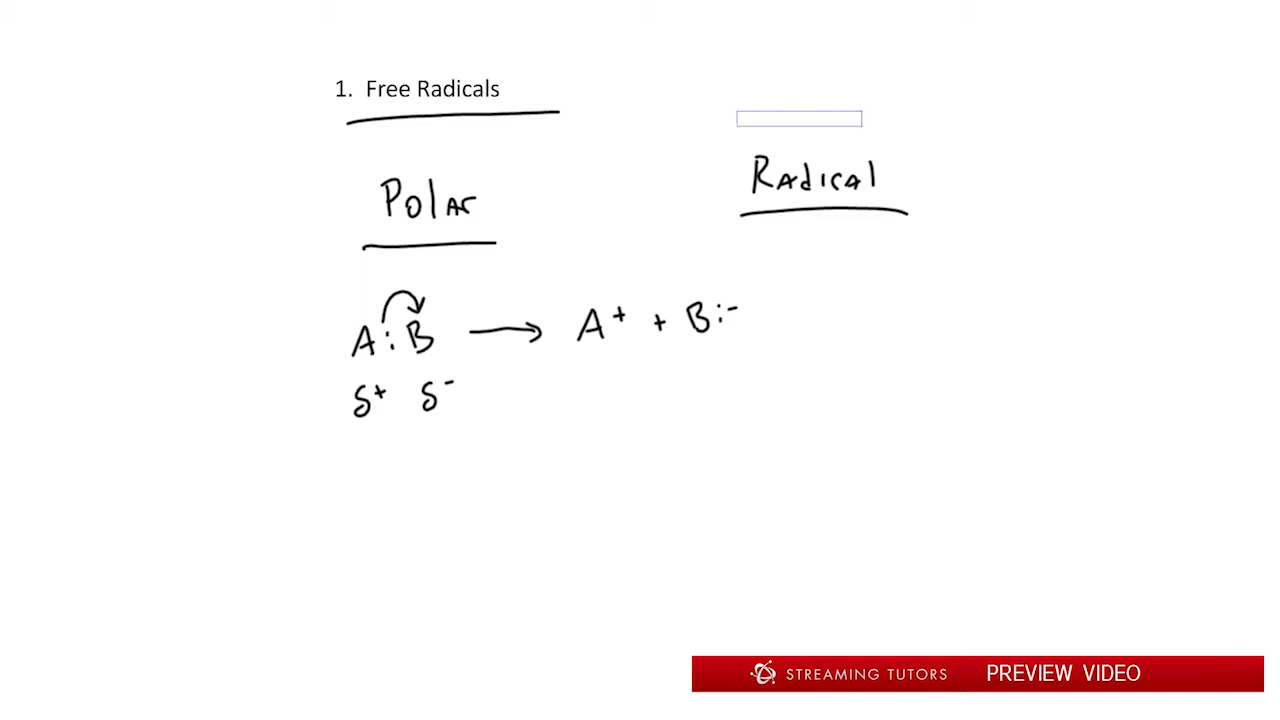 1. Free Radicals
Polar
Radical
A:B → A⁺ + B:⁻
δ⁺ δ⁻
STREAMING TUTORS PREVIEW VIDEO